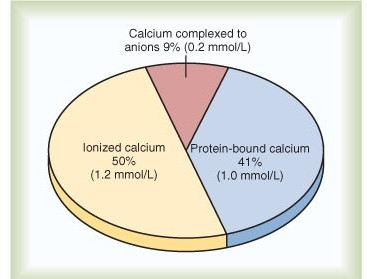 Calcium complexed to
anions 9% (0.2 mmol/L)
Ionized calcium
50%
(1.2 mmol/L)
Protein-bound calcium
41%
(1.0 mmol/L)